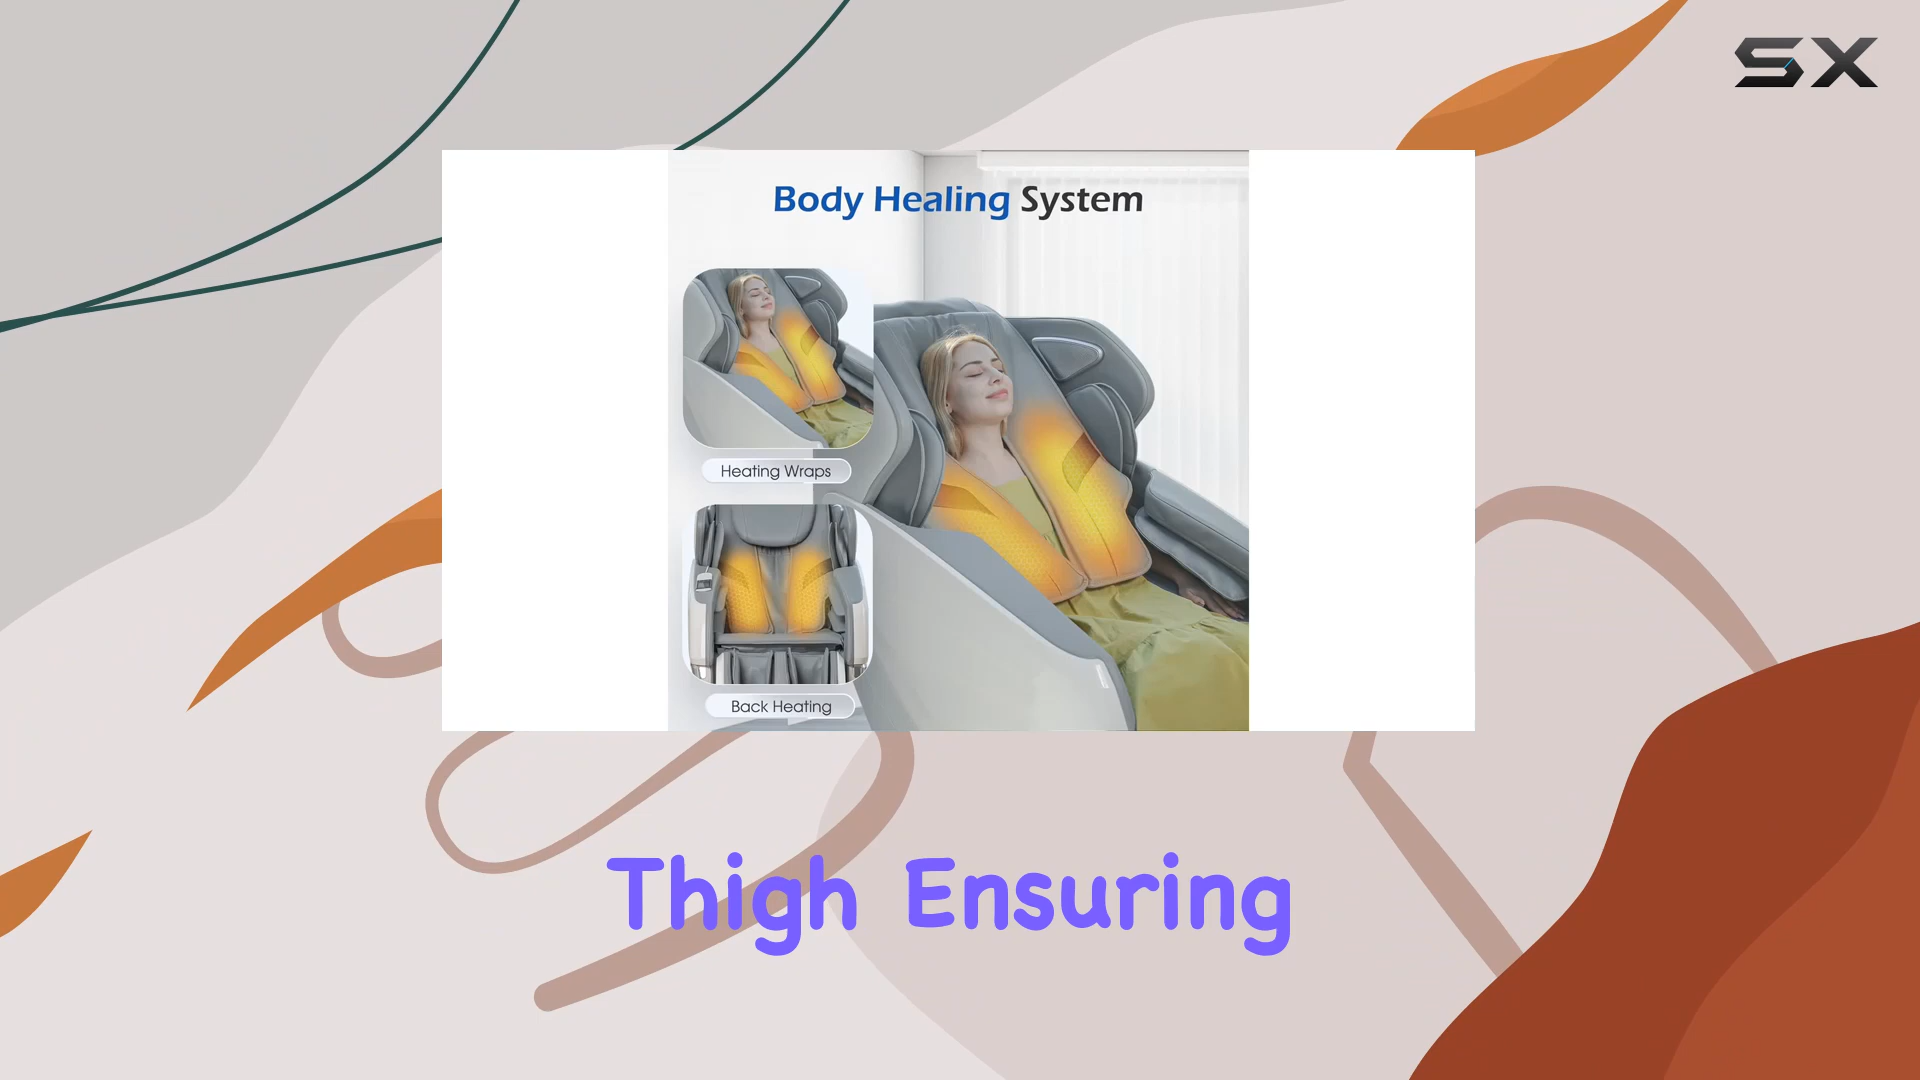 SX
Body Healing System
Heating Wraps
Back Heating
Thigh Ensuring